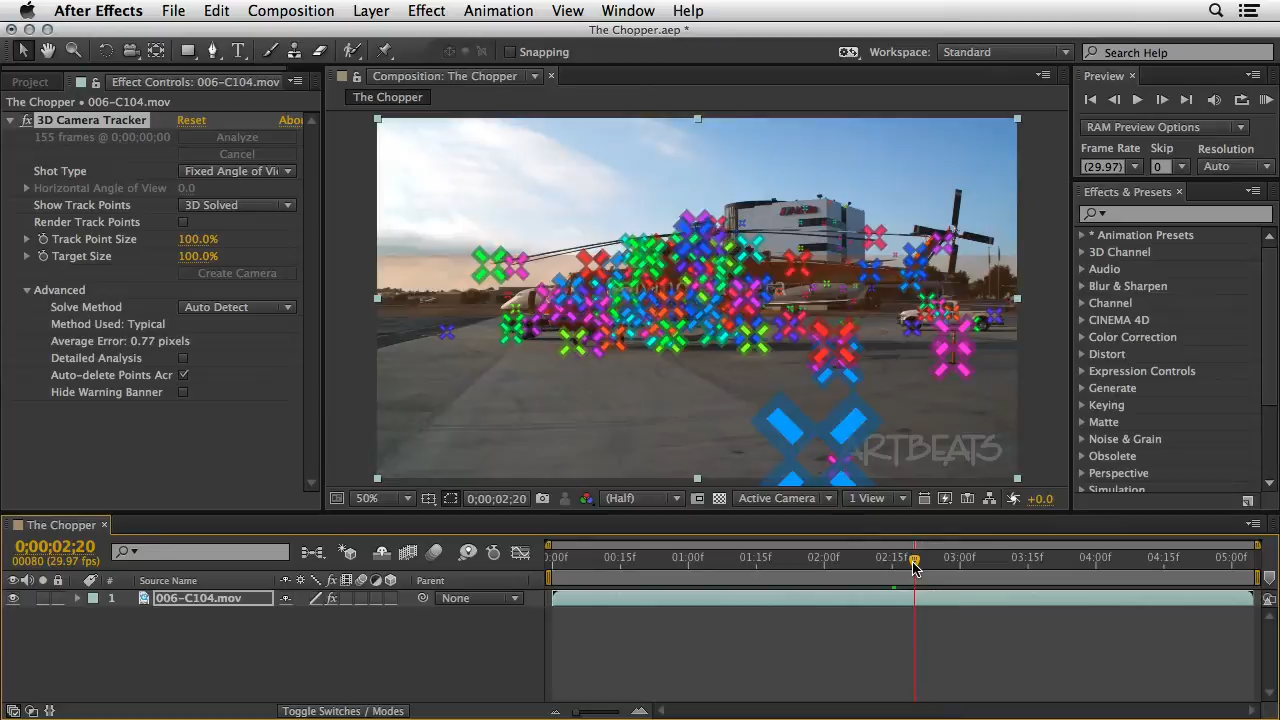 After Effects File Edit Composition Layer Effect Animation View Window Help
The Chopper.aep *
Snapping
Workspace: Standard
Search Help
Project Effect Controls: 006-C104.mov
Composition: The Chopper
Preview
The Chopper • 006-C104.mov
The Chopper
fx 3D Camera Tracker Reset Abou
155 frames @ 0;00;00;00 Analyze
Cancel
Shot Type Fixed Angle of Vi
Horizontal Angle of View 0.0
Show Track Points 3D Solved
Render Track Points
Track Point Size 100.0%
Target Size 100.0%
Create Camera
Advanced
Solve Method Auto Detect
Method Used: Typical
Average Error: 0.77 pixels
Detailed Analysis
Auto-delete Points Acr
Hide Warning Banner
ARTBEATS
50% 0;00;02;20 (Half) Active Camera 1 View +0.0
RAM Preview Options
Frame Rate Skip Resolution
(29.97) 0 Auto
Effects & Presets
* Animation Presets
3D Channel
Audio
Blur & Sharpen
Channel
CINEMA 4D
Color Correction
Distort
Expression Controls
Generate
Keying
Matte
Noise & Grain
Obsolete
Perspective
Simulation
The Chopper
0;00;02;20
00080 (29.97 fps)
0:00f 00:15f 01:00f 01:15f 02:00f 02:15f 03:00f 03:15f 04:00f 04:15f 05:00f
# Source Name fx Parent
1 006-C104.mov fx None
Toggle Switches / Modes